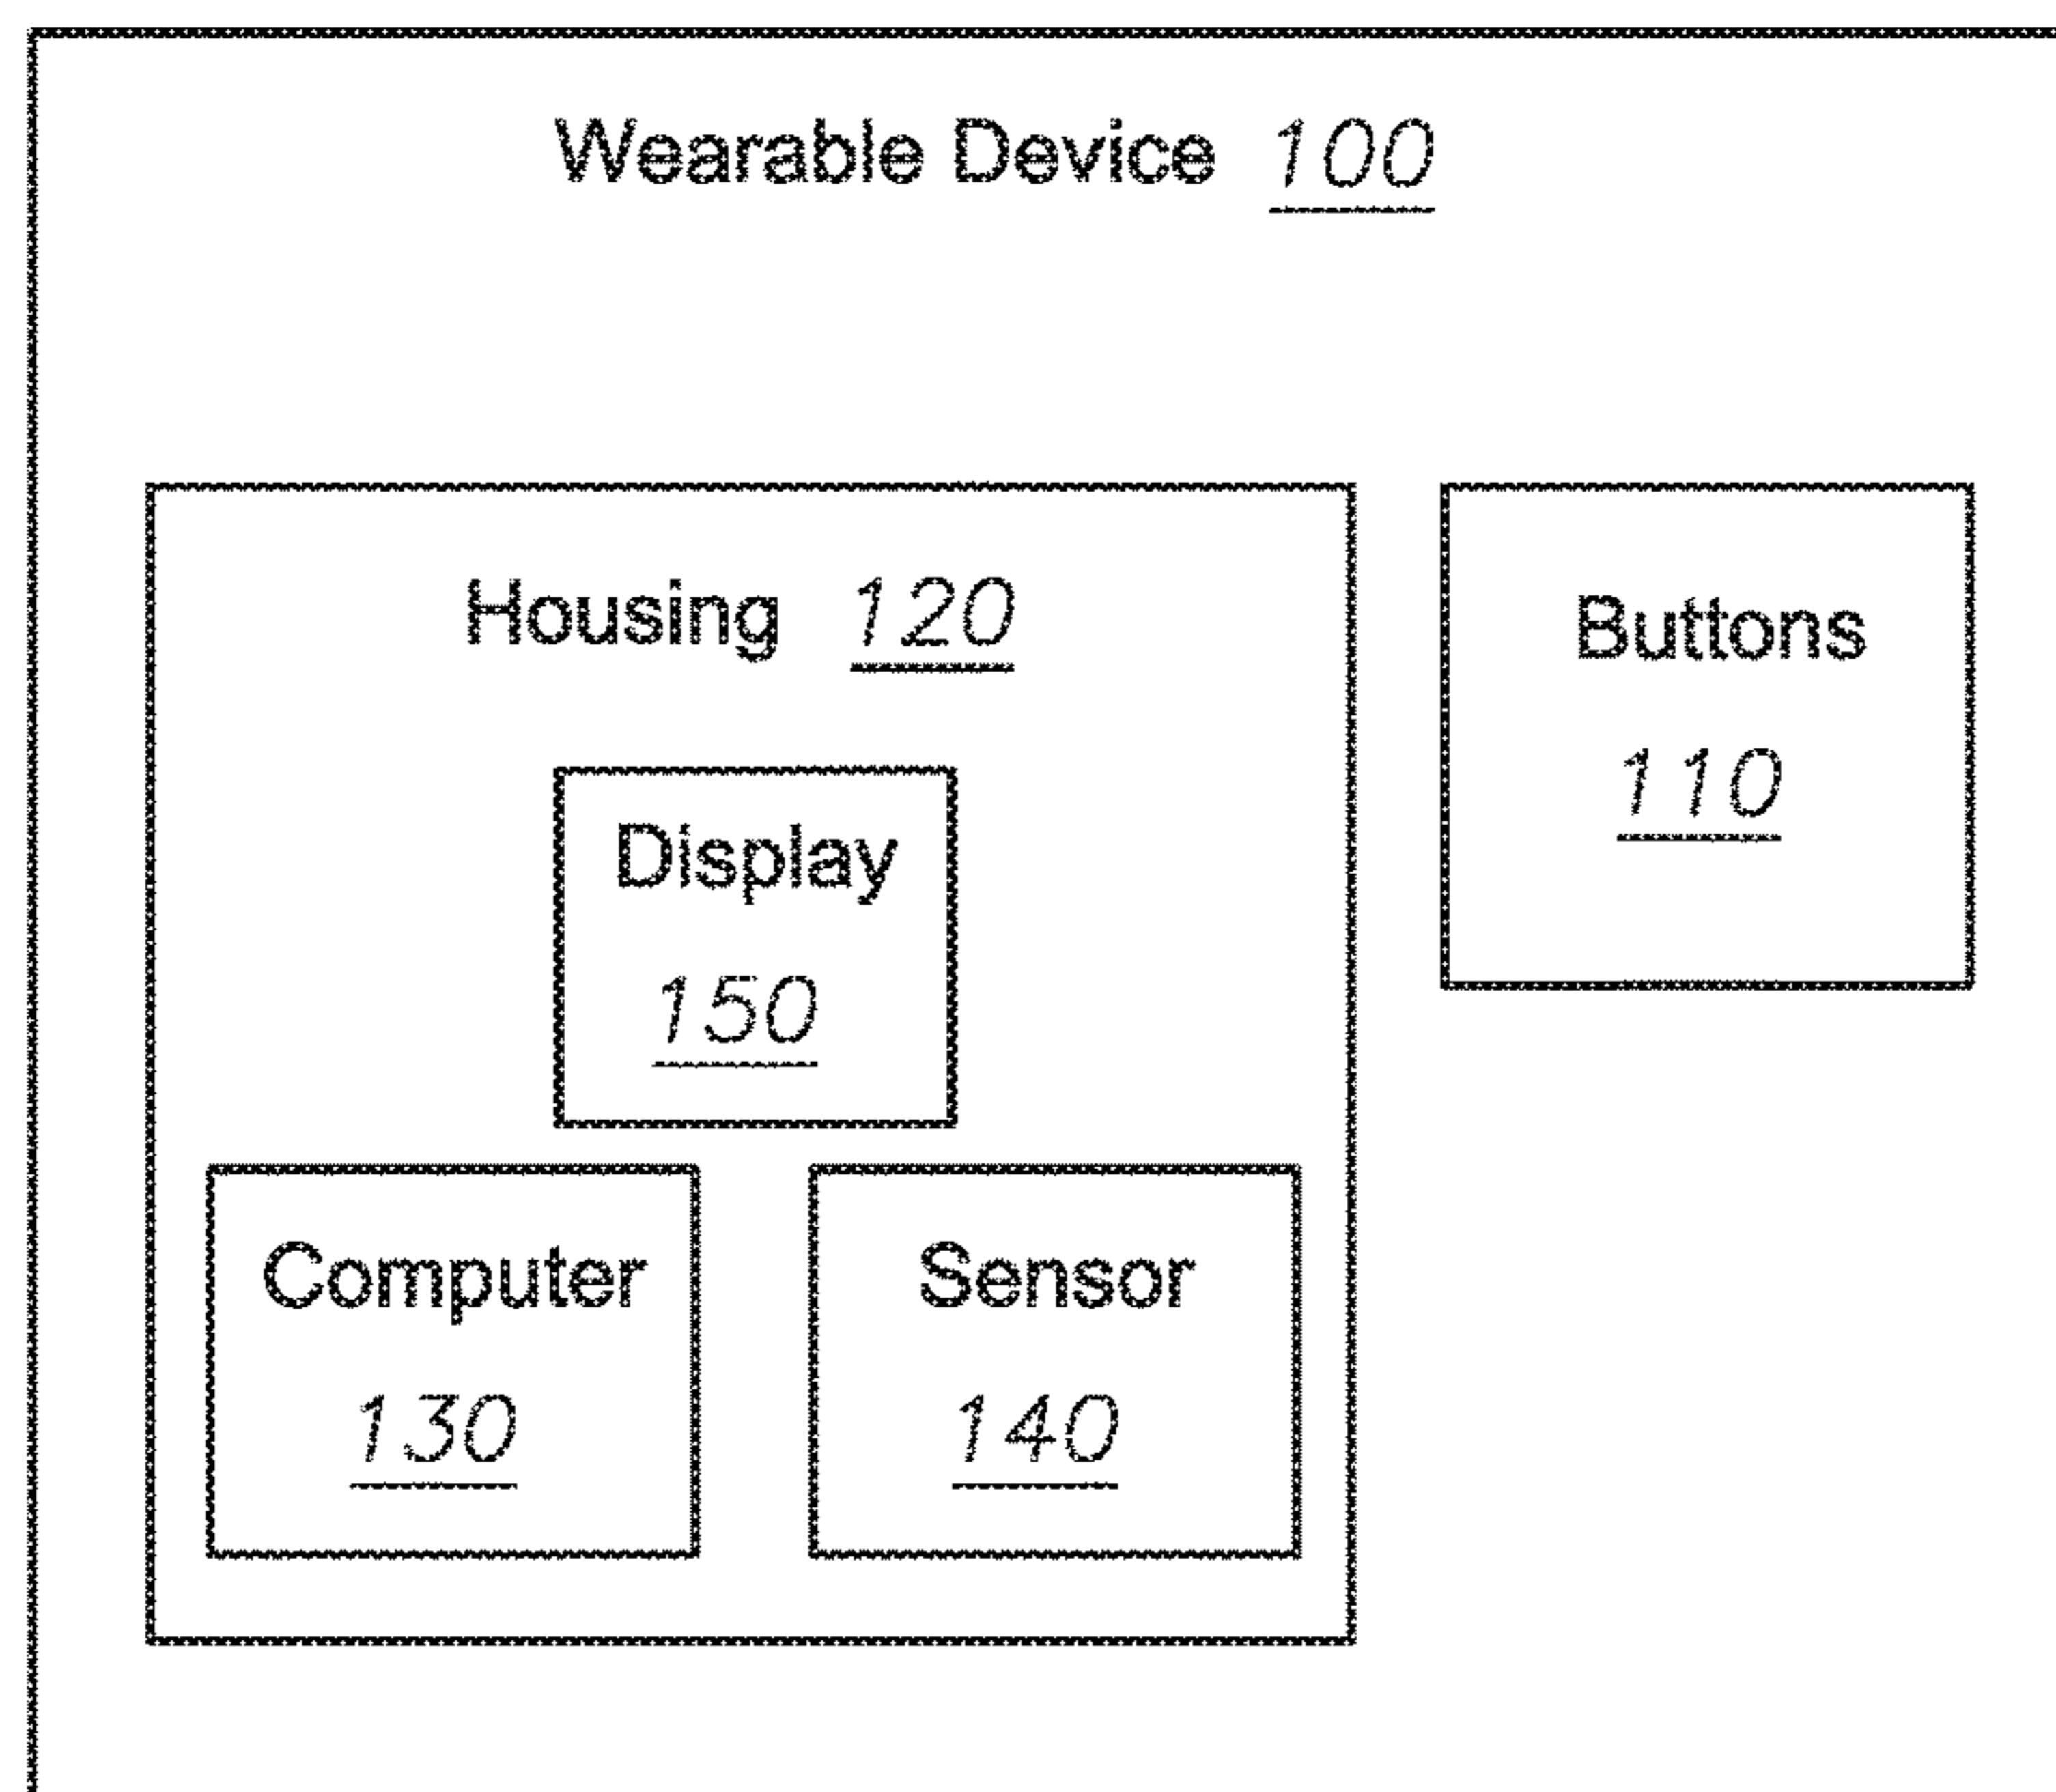 Wearable Device 100
Housing 120
Buttons
110
Display
150
Computer
130
Sensor
140